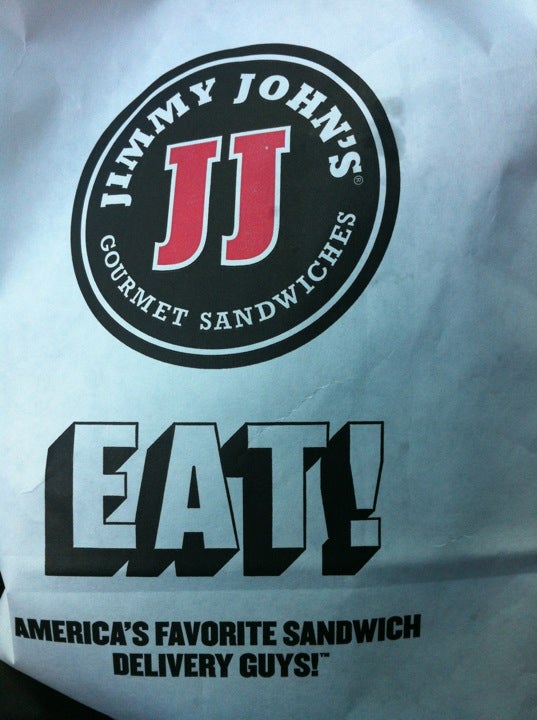 JIMMY JOHN'S®
JJ
GOURMET SANDWICHES
EAT!
AMERICA'S FAVORITE SANDWICH
DELIVERY GUYS!™